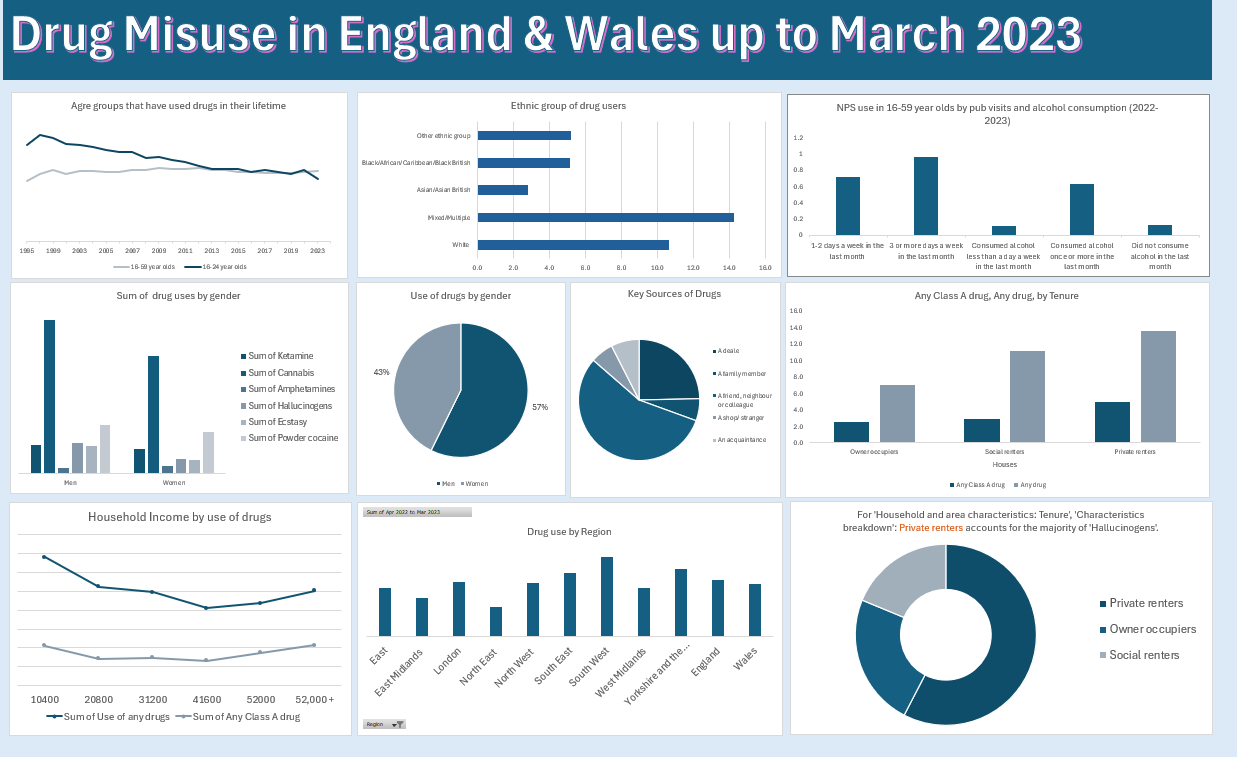 Drug Misuse in England & Wales up to March 2023
Agre groups that have used drugs in their lifetime
1995 1999 2003 2005 2007 2009 2011 2013 2015 2017 2019 2023
16-59 year olds 16-24 year olds
Ethnic group of drug users
Other ethnic group
Black/African/Caribbean/Black British
Asian/Asian British
Mixed/Multiple
White
0.0 2.0 4.0 6.0 8.0 10.0 12.0 14.0 16.0
NPS use in 16-59 year olds by pub visits and alcohol consumption (2022-
2023)
1.2
1
0.8
0.6
0.4
0.2
0
1-2 days a week in the
last month
3 or more days a week
in the last month
Consumed alcohol
less than a day a week
in the last month
Consumed alcohol
once or more in the
last month
Did not consume
alcohol in the last
month
Sum of drug uses by gender
Men Women
Sum of Ketamine
Sum of Cannabis
Sum of Amphetamines
Sum of Hallucinogens
Sum of Ecstasy
Sum of Powder cocaine
Use of drugs by gender
43%
57%
Men Women
Key Sources of Drugs
A deale
A family member
A friend, neighbour
or colleague
A shop/ stranger
An acquaintance
Any Class A drug, Any drug, by Tenure
16.0
14.0
12.0
10.0
8.0
6.0
4.0
2.0
0.0
Owner occupiers Social renters Private renters
Houses
Any Class A drug Any drug
Household Income by use of drugs
10400 20800 31200 41600 52000 52,000+
Sum of Use of any drugs Sum of Any Class A drug
Sum of Apr 2022 to Mar 2023
Drug use by Region
East
East Midlands
London
North East
North West
South East
South West
West Midlands
Yorkshire and the...
England
Wales
Region
For 'Household and area characteristics: Tenure', 'Characteristics
breakdown': Private renters accounts for the majority of 'Hallucinogens'.
Private renters
Owner occupiers
Social renters